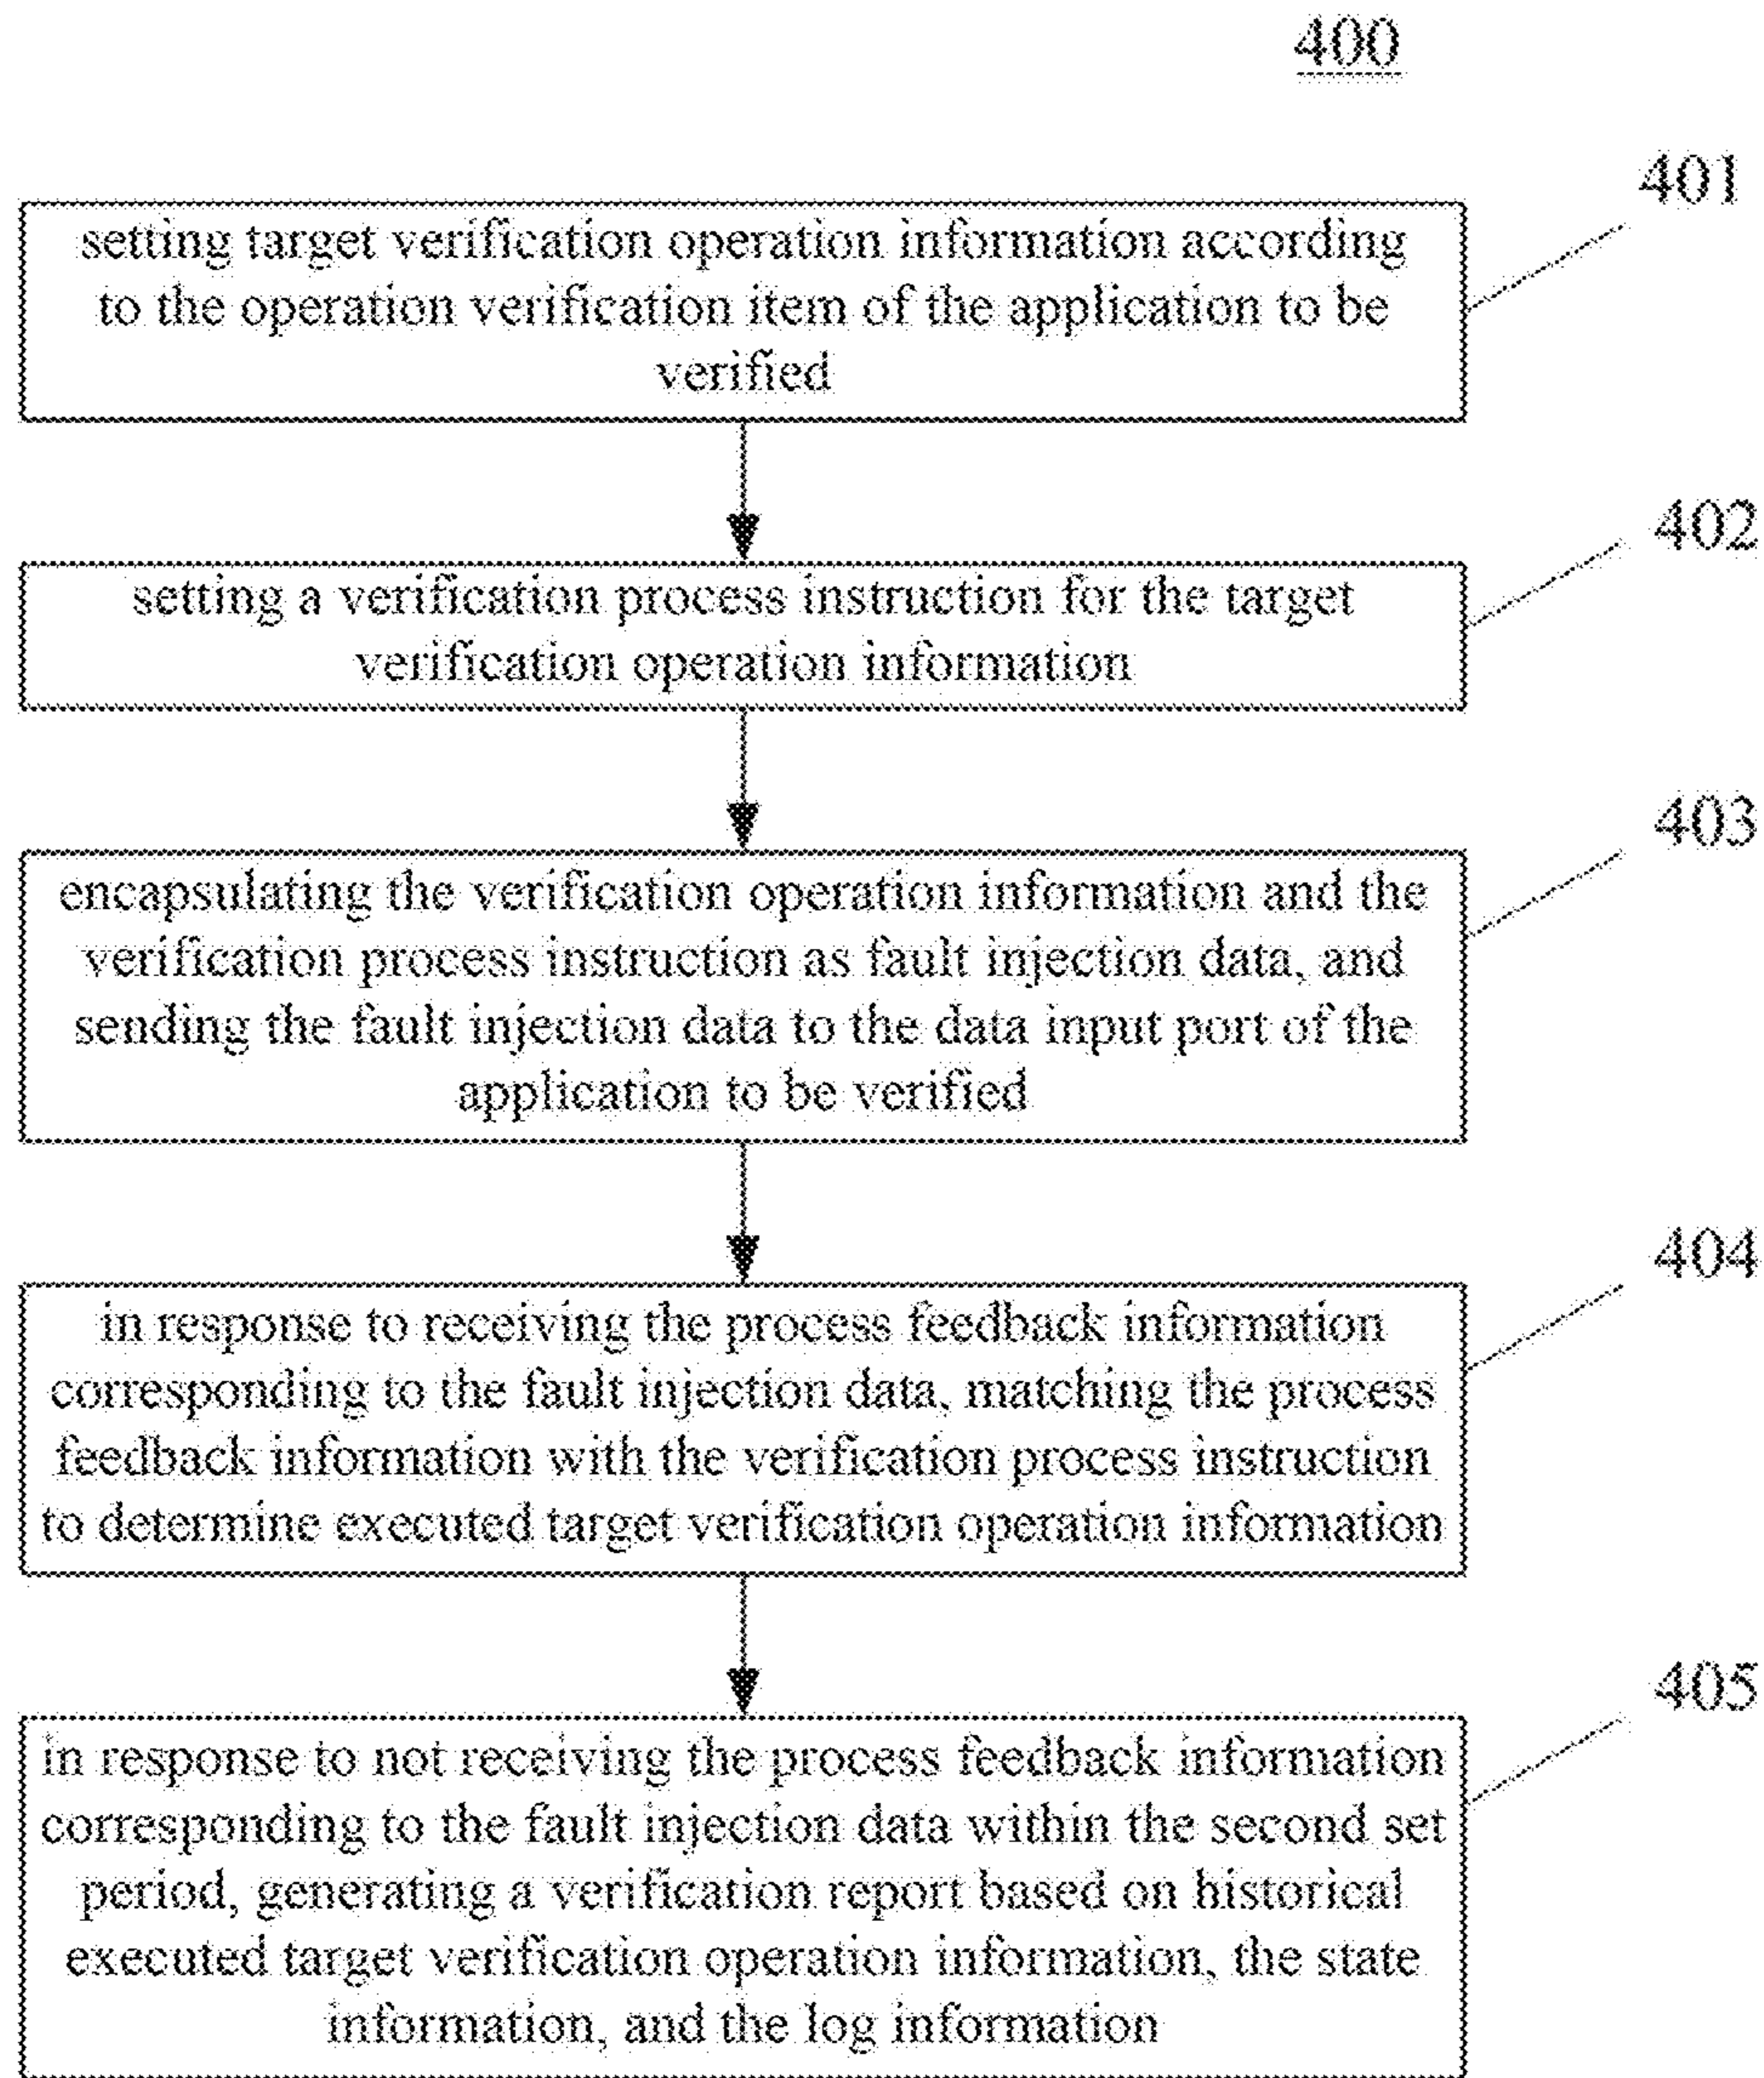 400
401
setting target verification operation information according
to the operation verification item of the application to be
verified
402
setting a verification process instruction for the target
verification operation information
403
encapsulating the verification operation information and the
verification process instruction as fault injection data, and
sending the fault injection data to the data input port of the
application to be verified
404
in response to receiving the process feedback information
corresponding to the fault injection data, matching the process
feedback information with the verification process instruction
to determine executed target verification operation information
405
in response to not receiving the process feedback information
corresponding to the fault injection data within the second set
period, generating a verification report based on historical
executed target verification operation information, the state
information, and the log information